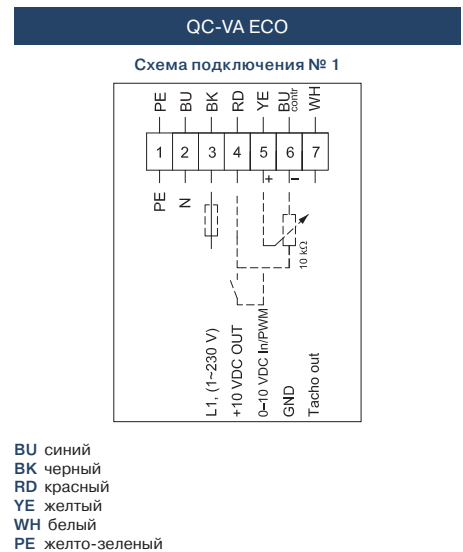 QC-VA ECO
Схема подключения № 1
PE BU BK RD YE BU contr WH
1 2 3 4 5 6 7
+ –
PE N
10 kΩ
L1, (1~230 V)
+10 VDC OUT
0–10 VDC In/PWM
GND
Tacho out
BU синий
BK черный
RD красный
YE желтый
WH белый
PE желто-зеленый